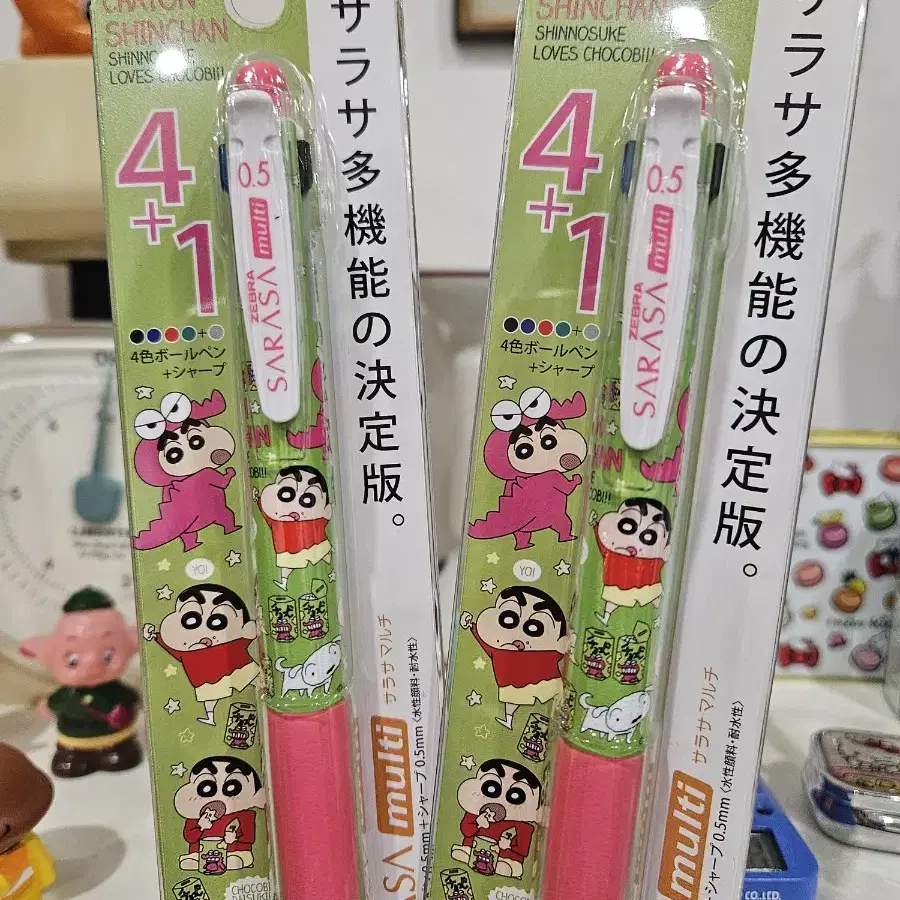 CRAYON
SHINCHAN
SHINNOSUKE
LOVES CHOCOBI!!!
4
+
1
4色ボールペン
+シャープ
0.5
ZEBRA SARASA multi
YO!
サラサ多機能の決定版。
サラサ マルチ
SARASA multi
0.5mm + シャープ 0.5mm〈水性顔料・耐水性〉
CHOCOBI
SHINCHAN
SHINNOSUKE
LOVES CHOCOBI!!!
4
+
1
4色ボールペン
+シャープ
0.5
ZEBRA SARASA multi
YO!
ラサ多機能の決定版。
サラサ マルチ
multi
シャープ 0.5mm〈水性顔料・耐水性〉
CO.,LTD.